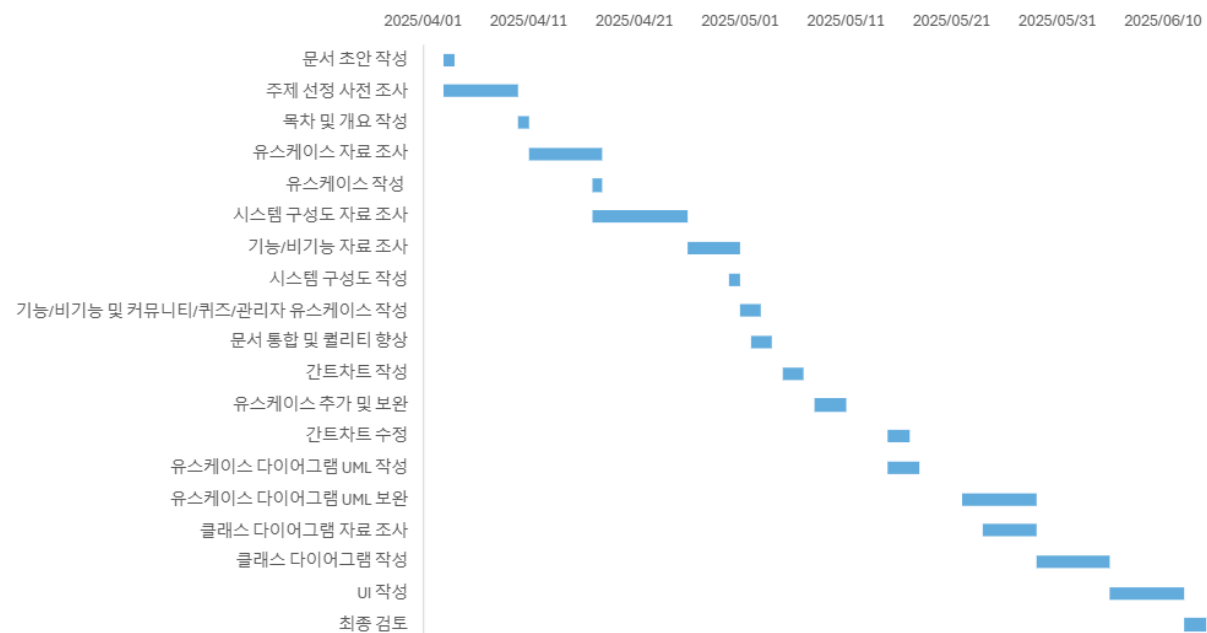 2025/04/01 2025/04/11 2025/04/21 2025/05/01 2025/05/11 2025/05/21 2025/05/31 2025/06/10
문서 초안 작성
주제 선정 사전 조사
목차 및 개요 작성
유스케이스 자료 조사
유스케이스 작성
시스템 구성도 자료 조사
기능/비기능 자료 조사
시스템 구성도 작성
기능/비기능 및 커뮤니티/퀴즈/관리자 유스케이스 작성
문서 통합 및 퀄리티 향상
간트차트 작성
유스케이스 추가 및 보완
간트차트 수정
유스케이스 다이어그램 UML 작성
유스케이스 다이어그램 UML 보완
클래스 다이어그램 자료 조사
클래스 다이어그램 작성
UI 작성
최종 검토